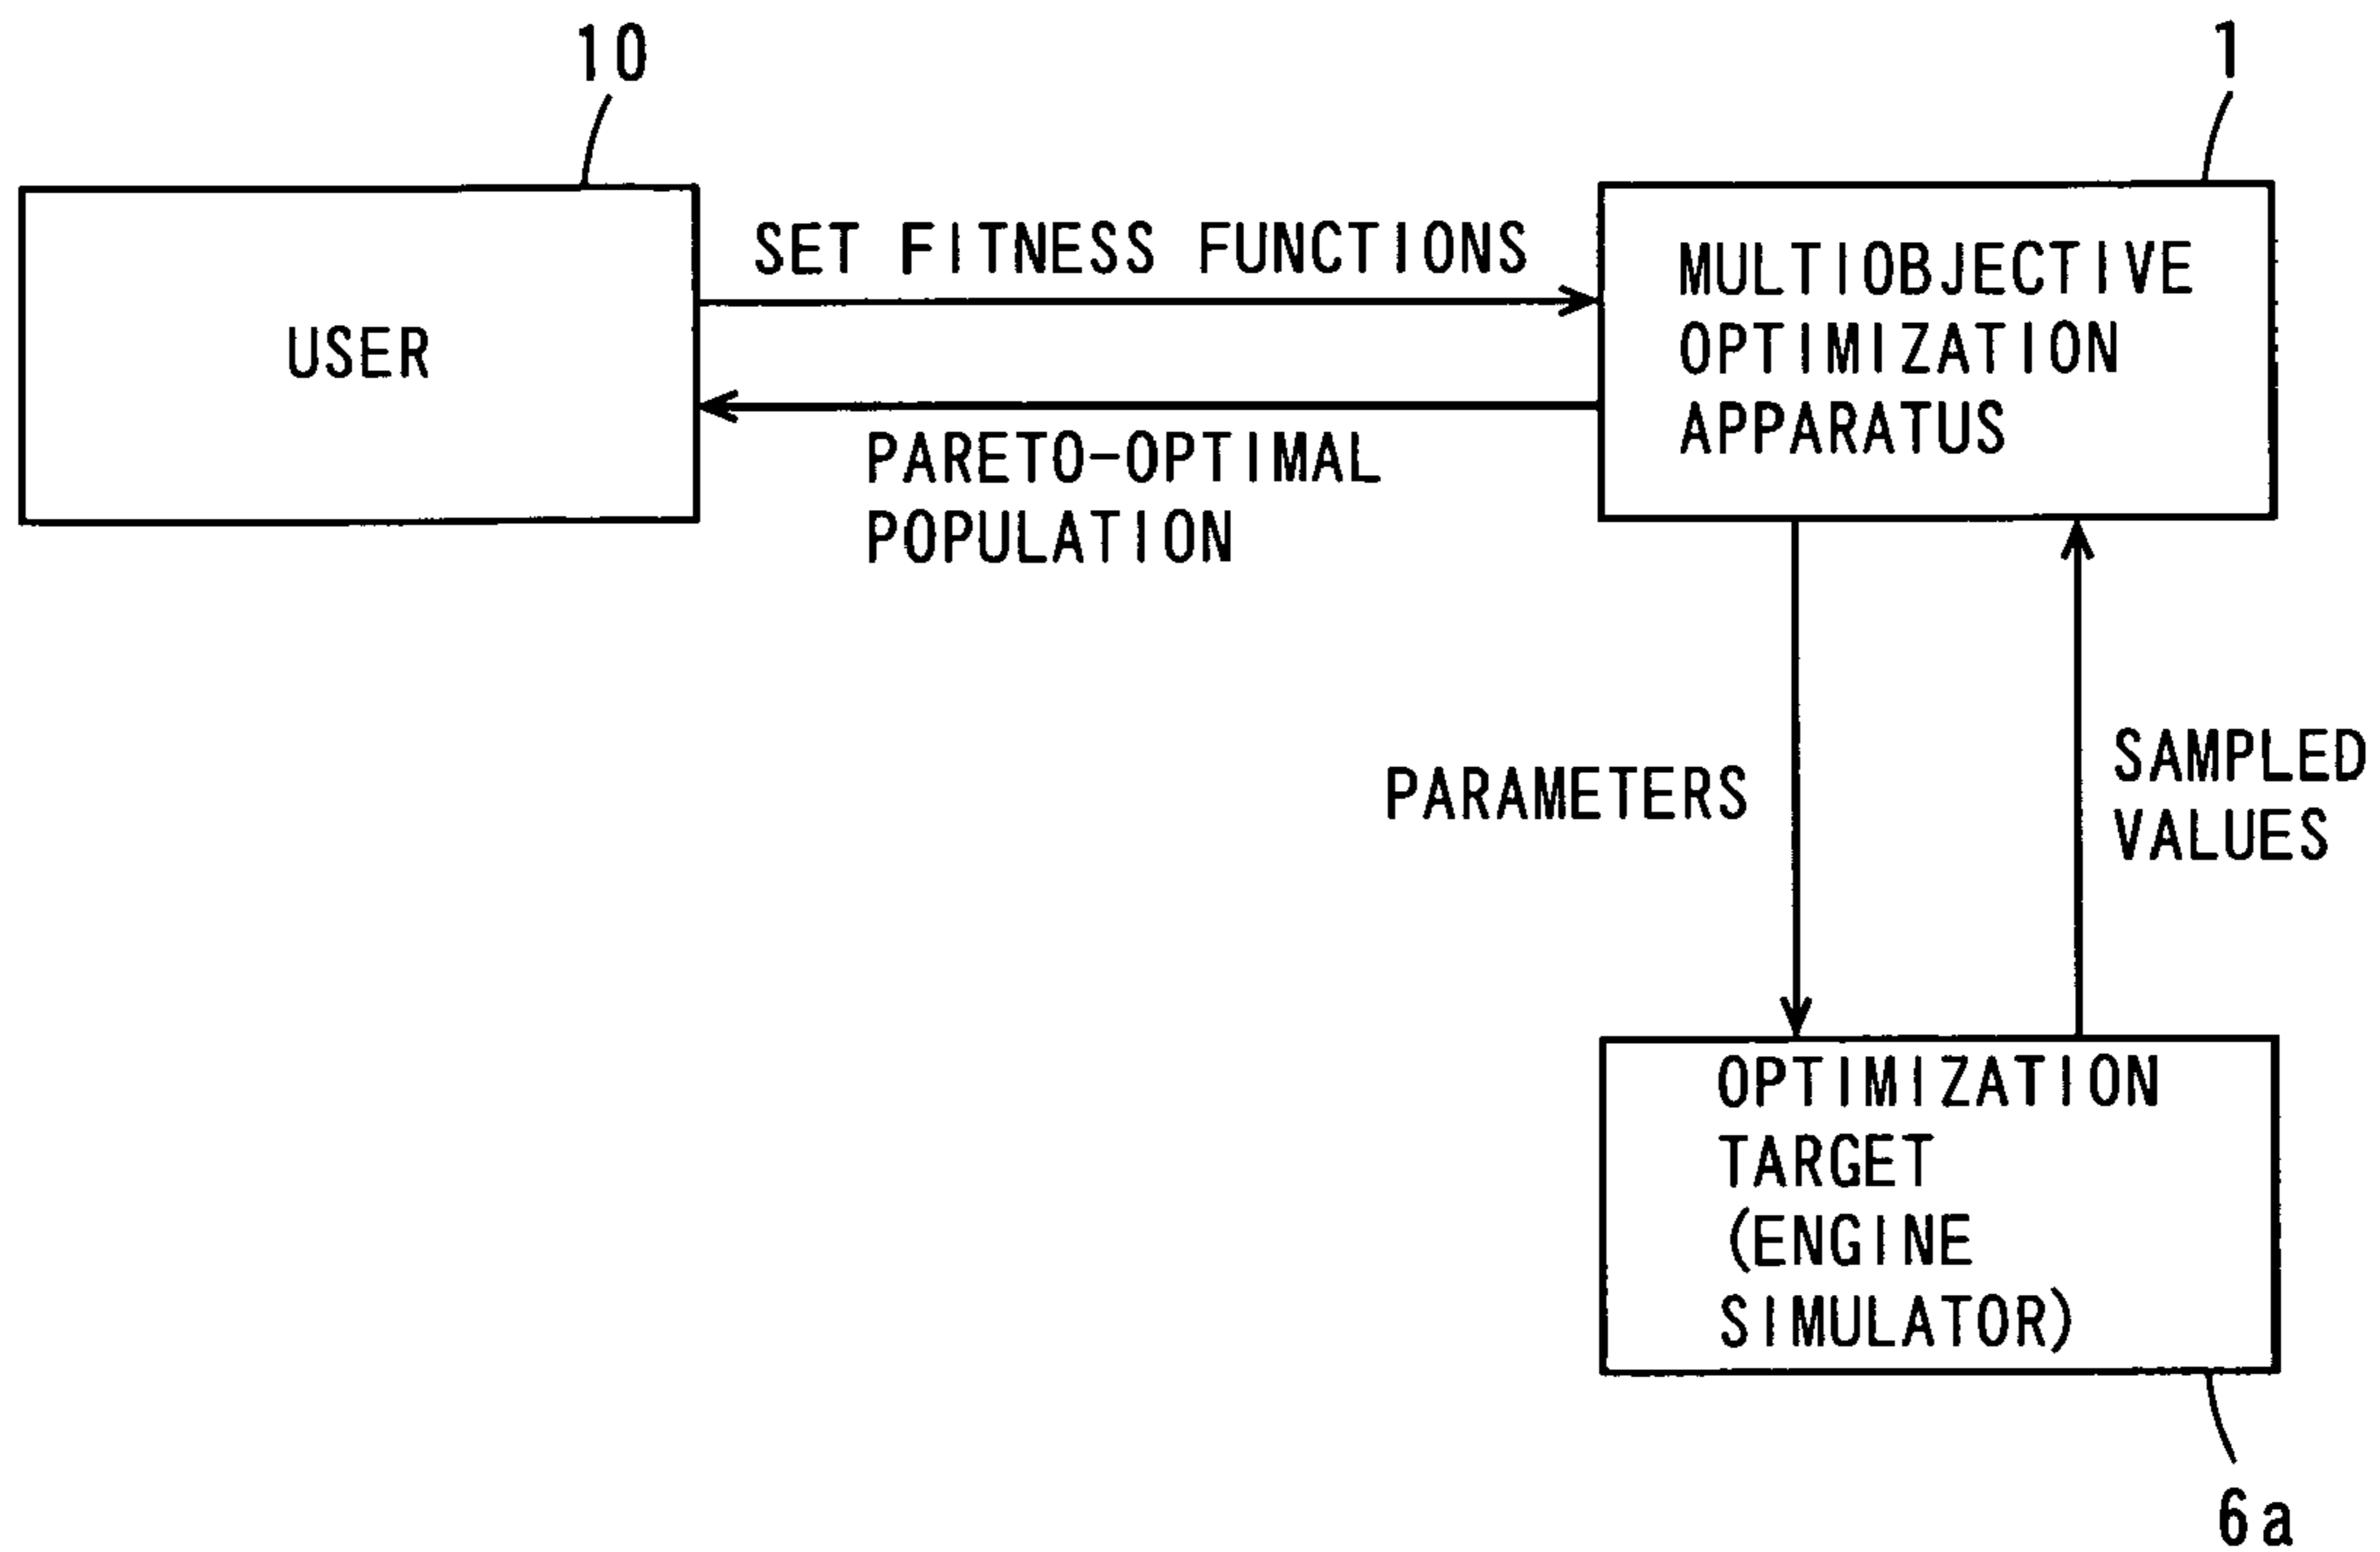 10
1
USER
SET FITNESS FUNCTIONS
PARETO-OPTIMAL
POPULATION
MULTIOBJECTIVE
OPTIMIZATION
APPARATUS
PARAMETERS
SAMPLED
VALUES
OPTIMIZATION
TARGET
(ENGINE
SIMULATOR)
6a